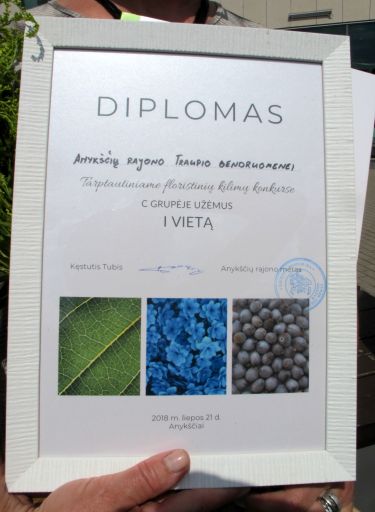 DIPLOMAS
Anykščių rajono Traupio bendruomenei
Tarptautiniame floristinių kilimų konkurse
C GRUPĖJE UŽĖMUS
I VIETĄ
Kęstutis Tubis
Anykščių rajono meras
2018 m. liepos 21 d.
Anykščiai